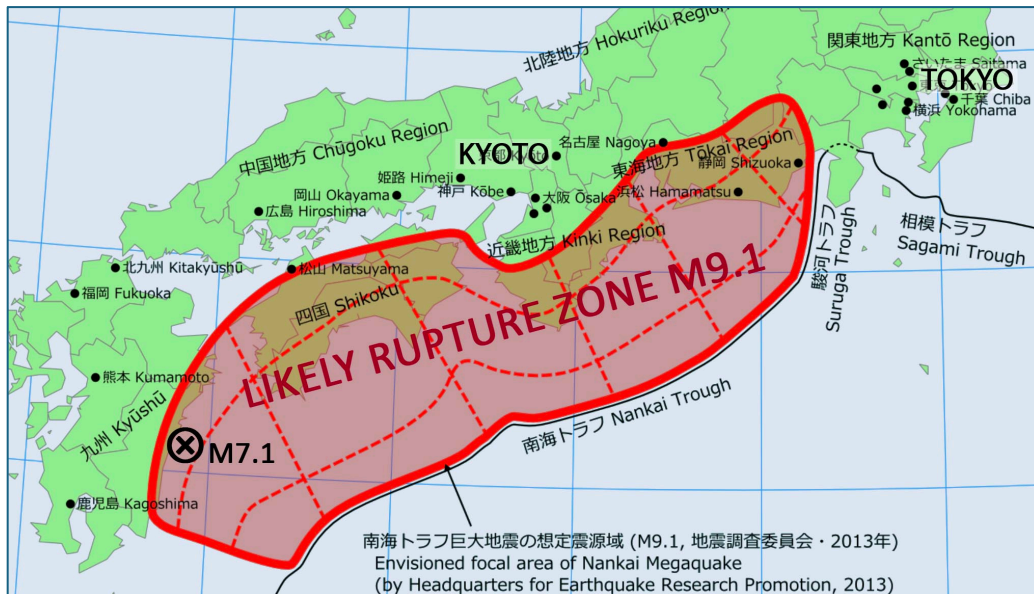 北陸地方 Hokuriku Region
関東地方 Kantō Region
さいたま Saitama
TOKYO
千葉 Chiba
横浜 Yokohama
中国地方 Chūgoku Region
KYOTO
名古屋 Nagoya
東海地方 Tōkai Region
静岡 Shizuoka
姫路 Himeji
岡山 Okayama
神戸 Kōbe
大阪 Ōsaka
浜松 Hamamatsu
広島 Hiroshima
近畿地方 Kinki Region
相模トラフ
Sagami Trough
駿河トラフ
Suruga Trough
北九州 Kitakyūshū
松山 Matsuyama
福岡 Fukuoka
四国 Shikoku
LIKELY RUPTURE ZONE M9.1
熊本 Kumamoto
九州 Kyūshū
M7.1
南海トラフ Nankai Trough
鹿児島 Kagoshima
南海トラフ巨大地震の想定震源域 (M9.1, 地震調査委員会・2013年)
Envisioned focal area of Nankai Megaquake
(by Headquarters for Earthquake Research Promotion, 2013)